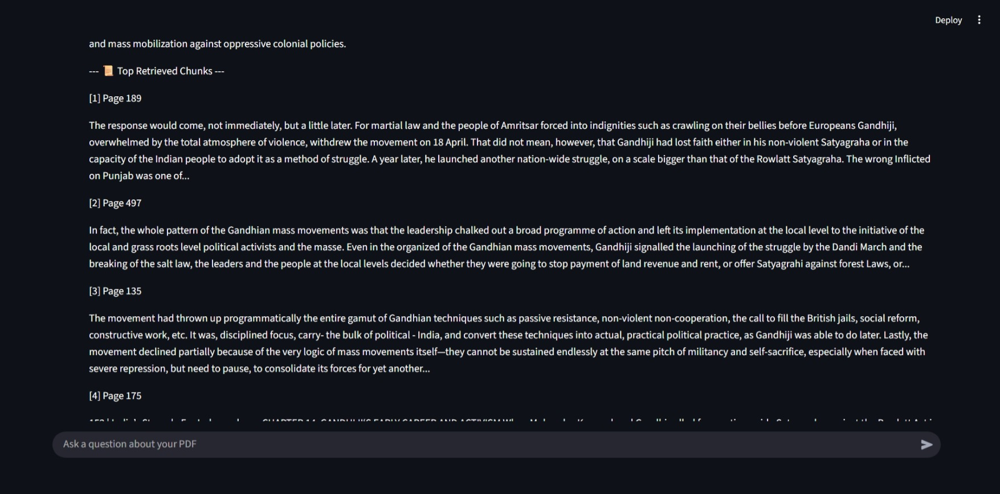 Deploy
and mass mobilization against oppressive colonial policies.
--- 📜 Top Retrieved Chunks ---
[1] Page 189
The response would come, not immediately, but a little later. For martial law and the people of Amritsar forced into indignities such as crawling on their bellies before Europeans Gandhiji,
overwhelmed by the total atmosphere of violence, withdrew the movement on 18 April. That did not mean, however, that Gandhiji had lost faith either in his non-violent Satyagraha or in the
capacity of the Indian people to adopt it as a method of struggle. A year later, he launched another nation-wide struggle, on a scale bigger than that of the Rowlatt Satyagraha. The wrong Inflicted
on Punjab was one of...
[2] Page 497
In fact, the whole pattern of the Gandhian mass movements was that the leadership chalked out a broad programme of action and left its implementation at the local level to the initiative of the
local and grass roots level political activists and the masse. Even in the organized of the Gandhian mass movements, Gandhiji signalled the launching of the struggle by the Dandi March and the
breaking of the salt law, the leaders and the people at the local levels decided whether they were going to stop payment of land revenue and rent, or offer Satyagrahi against forest Laws, or...
[3] Page 135
The movement had thrown up programmatically the entire gamut of Gandhian techniques such as passive resistance, non-violent non-cooperation, the call to fill the British jails, social reform,
constructive work, etc. It was, disciplined focus, carry- the bulk of political - India, and convert these techniques into actual, practical political practice, as Gandhiji was able to do later. Lastly, the
movement declined partially because of the very logic of mass movements itself—they cannot be sustained endlessly at the same pitch of militancy and self-sacrifice, especially when faced with
severe repression, but need to pause, to consolidate its forces for yet another...
[4] Page 175
Ask a question about your PDF